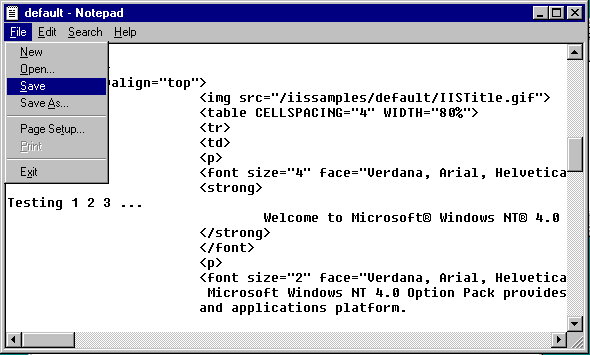 default - Notepad
File Edit Search Help
New
Open...
Save
Save As...
Page Setup...
Print
Exit
align="top">
<img src="/iissamples/default/IISTitle.gif">
<table CELLSPACING="4" WIDTH="80%">
<tr>
<td>
<p>
<font size="4" face="Verdana, Arial, Helvetica
<strong>
Testing 1 2 3 ...
Welcome to Microsoft® Windows NT® 4.0
</strong>
</font>
<p>
<font size="2" face="Verdana, Arial, Helvetica
Microsoft Windows NT 4.0 Option Pack provides
and applications platform.